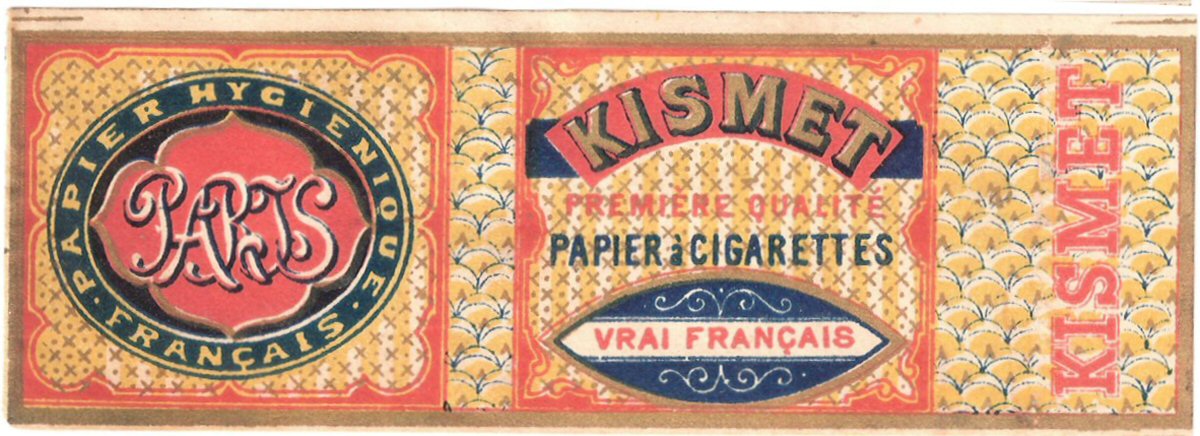 PAPIER HYGIENIQUE
· FRANÇAIS ·
PARIS
KISMET
PREMIÈRE QUALITÉ
PAPIER à CIGARETTES
VRAI FRANÇAIS
KISMET